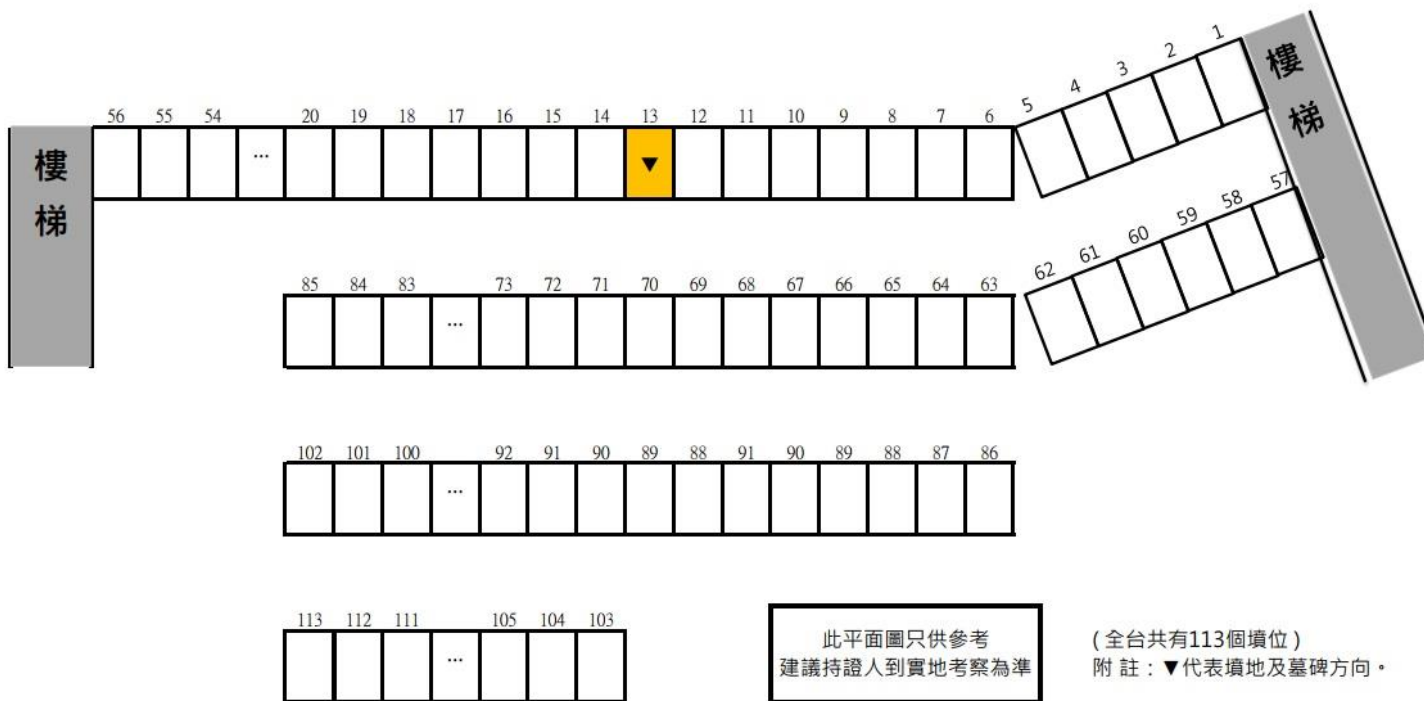 1
2
3
4
5
樓梯
56 55 54 ... 20 19 18 17 16 15 14 13 12 11 10 9 8 7 6
▼
樓梯
57
58
59
60
61
62
85 84 83 ... 73 72 71 70 69 68 67 66 65 64 63
102 101 100 ... 92 91 90 89 88 91 90 89 88 87 86
113 112 111 ... 105 104 103
此平面圖只供參考
建議持證人到實地考察為準
(全台共有113個墳位)
附 註：▼代表墳地及墓碑方向。